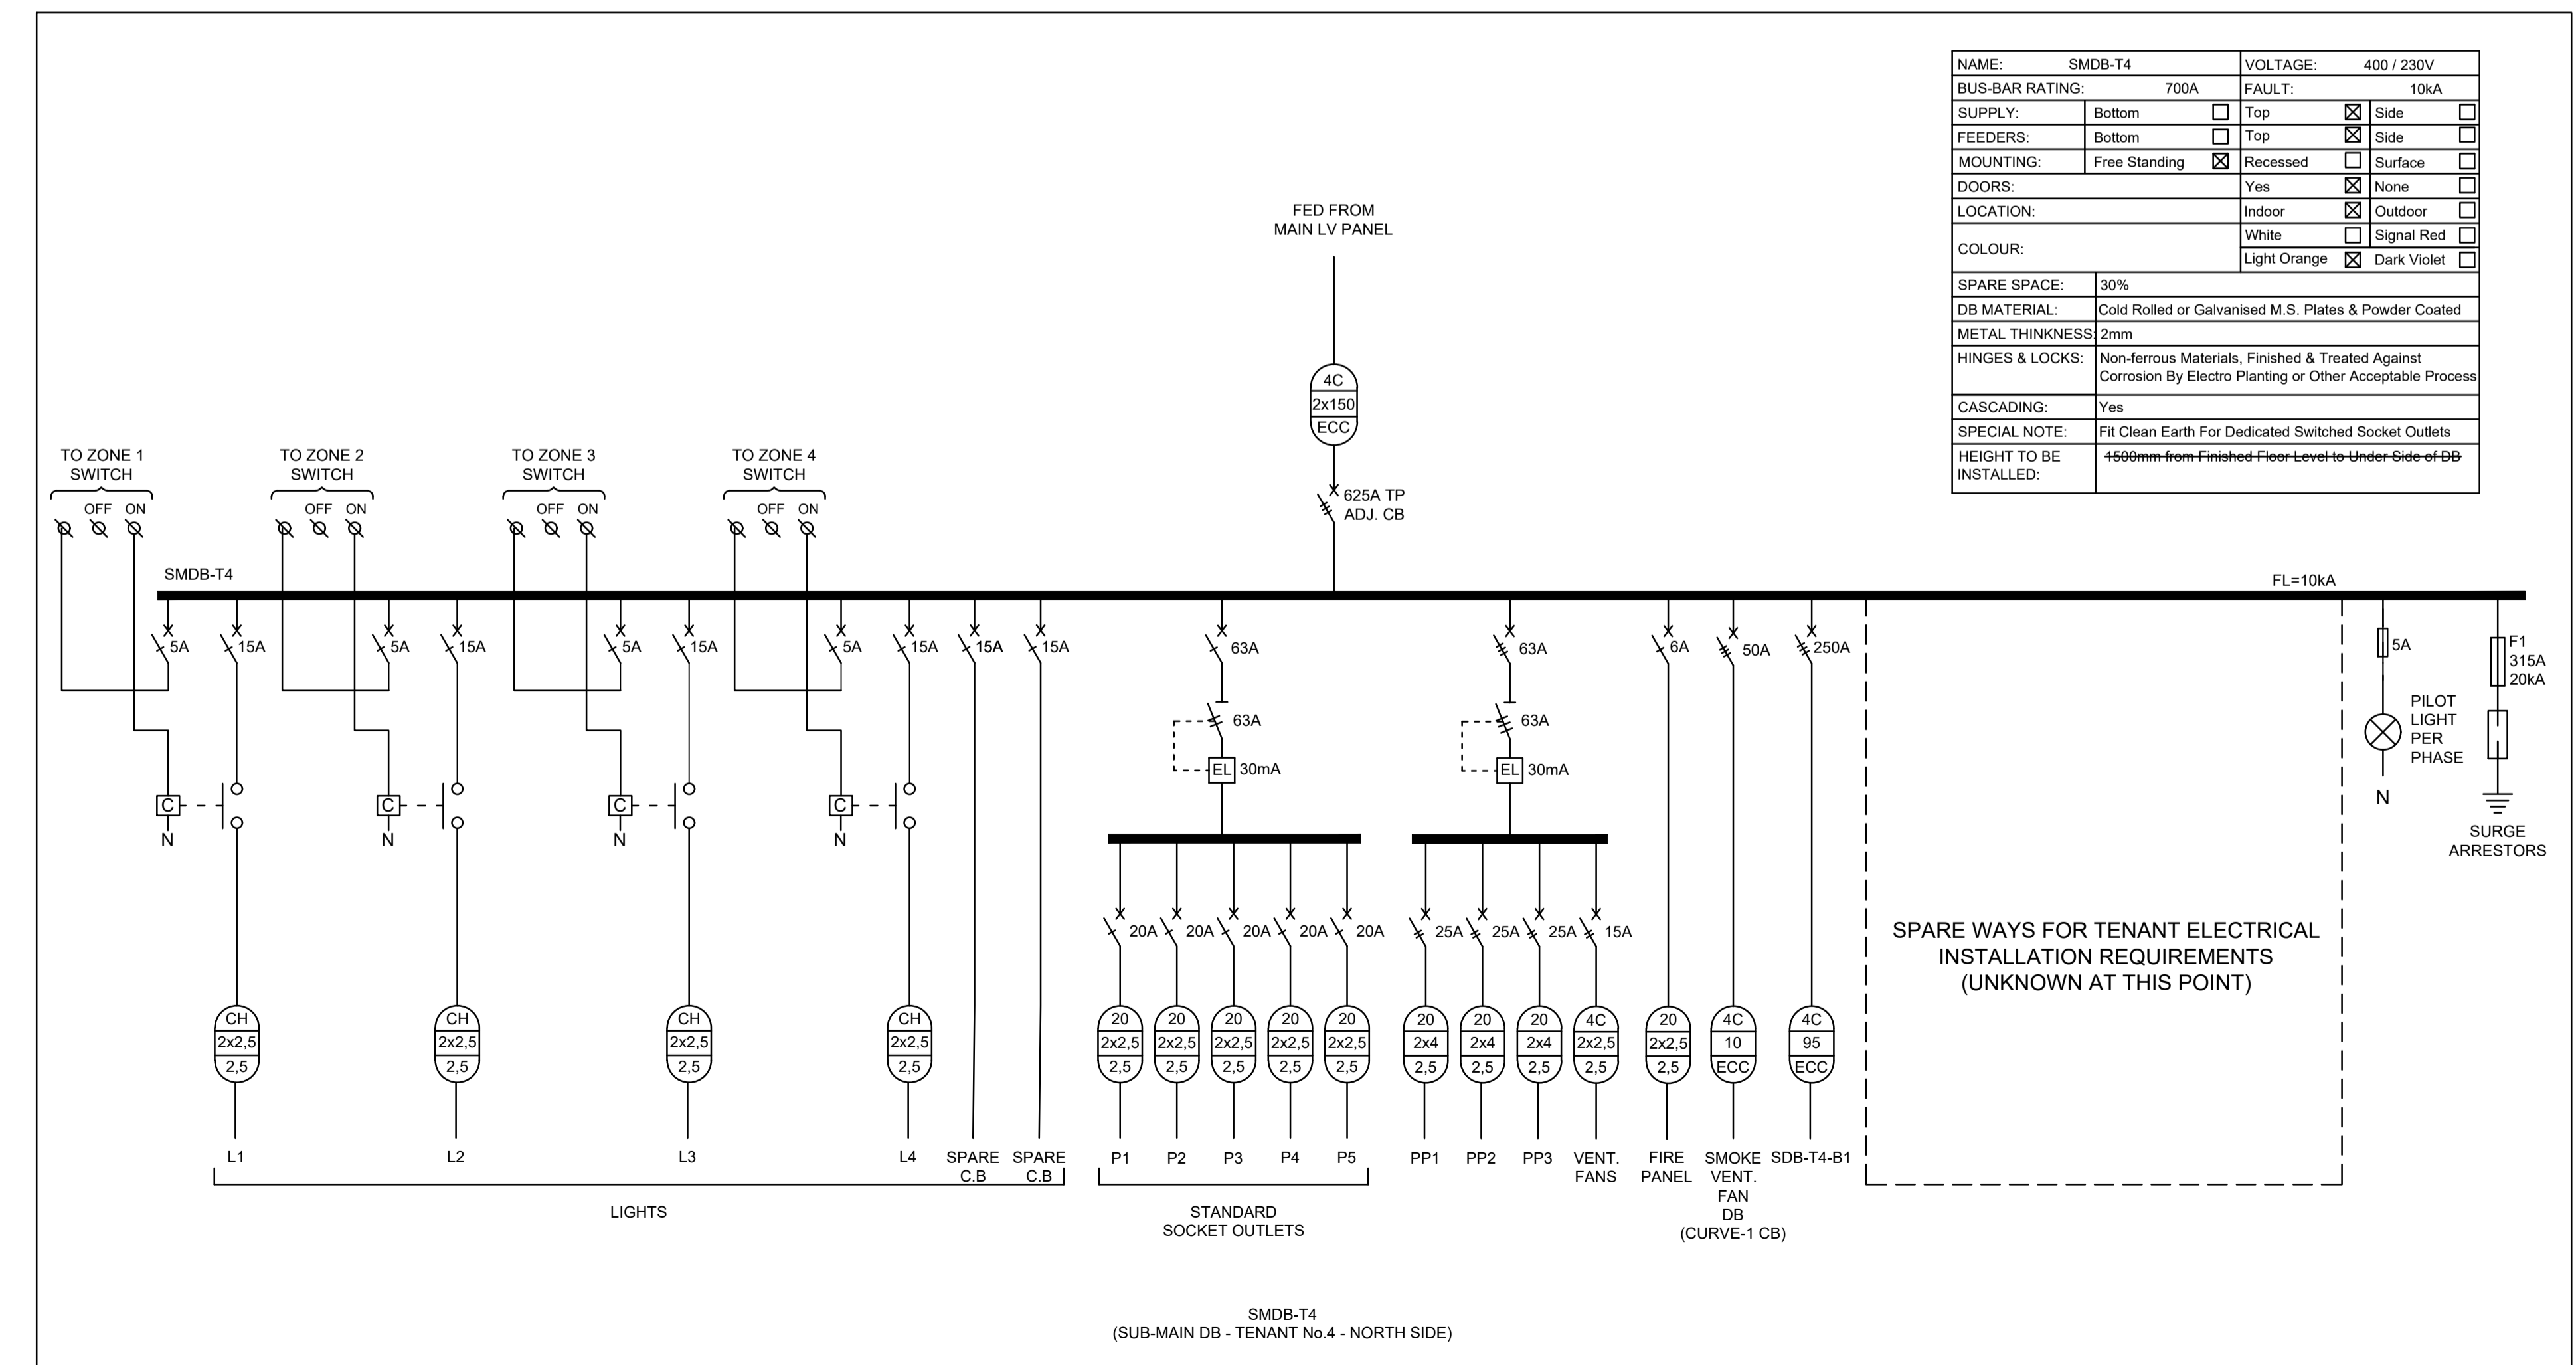 NAME: SMDB-T4 VOLTAGE: 400 / 230V
BUS-BAR RATING: 700A FAULT: 10kA
SUPPLY: Bottom Top Side
FEEDERS: Bottom Top Side
MOUNTING: Free Standing Recessed Surface
DOORS: Yes None
LOCATION: Indoor Outdoor
COLOUR: White Signal Red
Light Orange Dark Violet
SPARE SPACE: 30%
DB MATERIAL: Cold Rolled or Galvanised M.S. Plates & Powder Coated
METAL THINKNESS: 2mm
HINGES & LOCKS: Non-ferrous Materials, Finished & Treated Against
Corrosion By Electro Planting or Other Acceptable Process
CASCADING: Yes
SPECIAL NOTE: Fit Clean Earth For Dedicated Switched Socket Outlets
HEIGHT TO BE
INSTALLED:
1500mm from Finished Floor Level to Under Side of DB
FED FROM
MAIN LV PANEL
4C
2x150
ECC
625A TP
ADJ. CB
TO ZONE 1
SWITCH
OFF ON
TO ZONE 2
SWITCH
OFF ON
TO ZONE 3
SWITCH
OFF ON
TO ZONE 4
SWITCH
OFF ON
SMDB-T4
FL=10kA
5A 15A 5A 15A 5A 15A 5A 15A 15A 15A 63A 63A 6A 50A 250A 5A
F1
315A
20kA
63A 63A
EL 30mA EL 30mA
PILOT
LIGHT
PER
PHASE
N
SURGE
ARRESTORS
C C C C
N N N N
20A 20A 20A 20A 20A 25A 25A 25A 15A
SPARE WAYS FOR TENANT ELECTRICAL
INSTALLATION REQUIREMENTS
(UNKNOWN AT THIS POINT)
CH CH CH CH 20 20 20 20 20 20 20 20 4C 20 4C 4C
2x2,5 2x2,5 2x2,5 2x2,5 2x2,5 2x2,5 2x2,5 2x2,5 2x2,5 2x4 2x4 2x4 2x2,5 2x2,5 10 95
2,5 2,5 2,5 2,5 2,5 2,5 2,5 2,5 2,5 2,5 2,5 2,5 2,5 2,5 ECC ECC
L1
L2
L3
L4
SPARE
C.B
SPARE
C.B
P1
P2
P3
P4
P5
PP1
PP2
PP3
VENT.
FANS
FIRE
PANEL
SMOKE
VENT.
FAN
DB
(CURVE-1 CB)
SDB-T4-B1
LIGHTS
STANDARD
SOCKET OUTLETS
SMDB-T4
(SUB-MAIN DB - TENANT No.4 - NORTH SIDE)